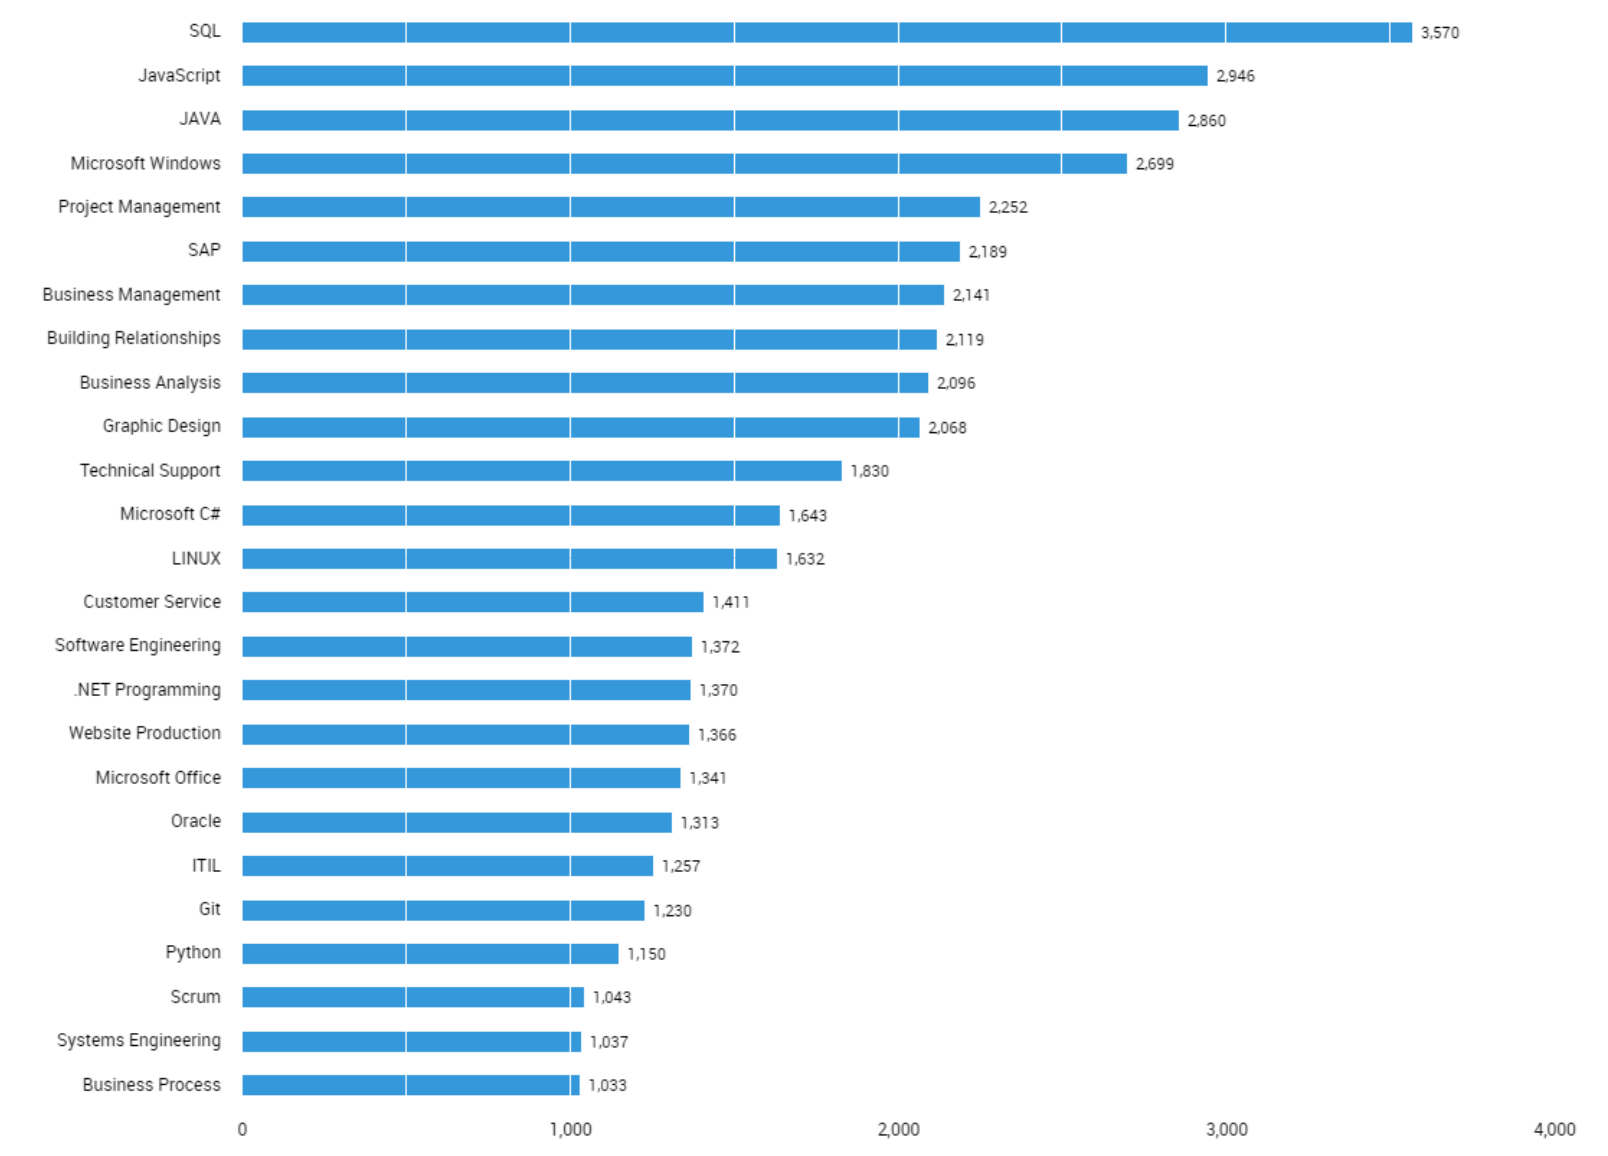 SQL 3,570
JavaScript 2,946
JAVA 2,860
Microsoft Windows 2,699
Project Management 2,252
SAP 2,189
Business Management 2,141
Building Relationships 2,119
Business Analysis 2,096
Graphic Design 2,068
Technical Support 1,830
Microsoft C# 1,643
LINUX 1,632
Customer Service 1,411
Software Engineering 1,372
.NET Programming 1,370
Website Production 1,366
Microsoft Office 1,341
Oracle 1,313
ITIL 1,257
Git 1,230
Python 1,150
Scrum 1,043
Systems Engineering 1,037
Business Process 1,033
0 1,000 2,000 3,000 4,000